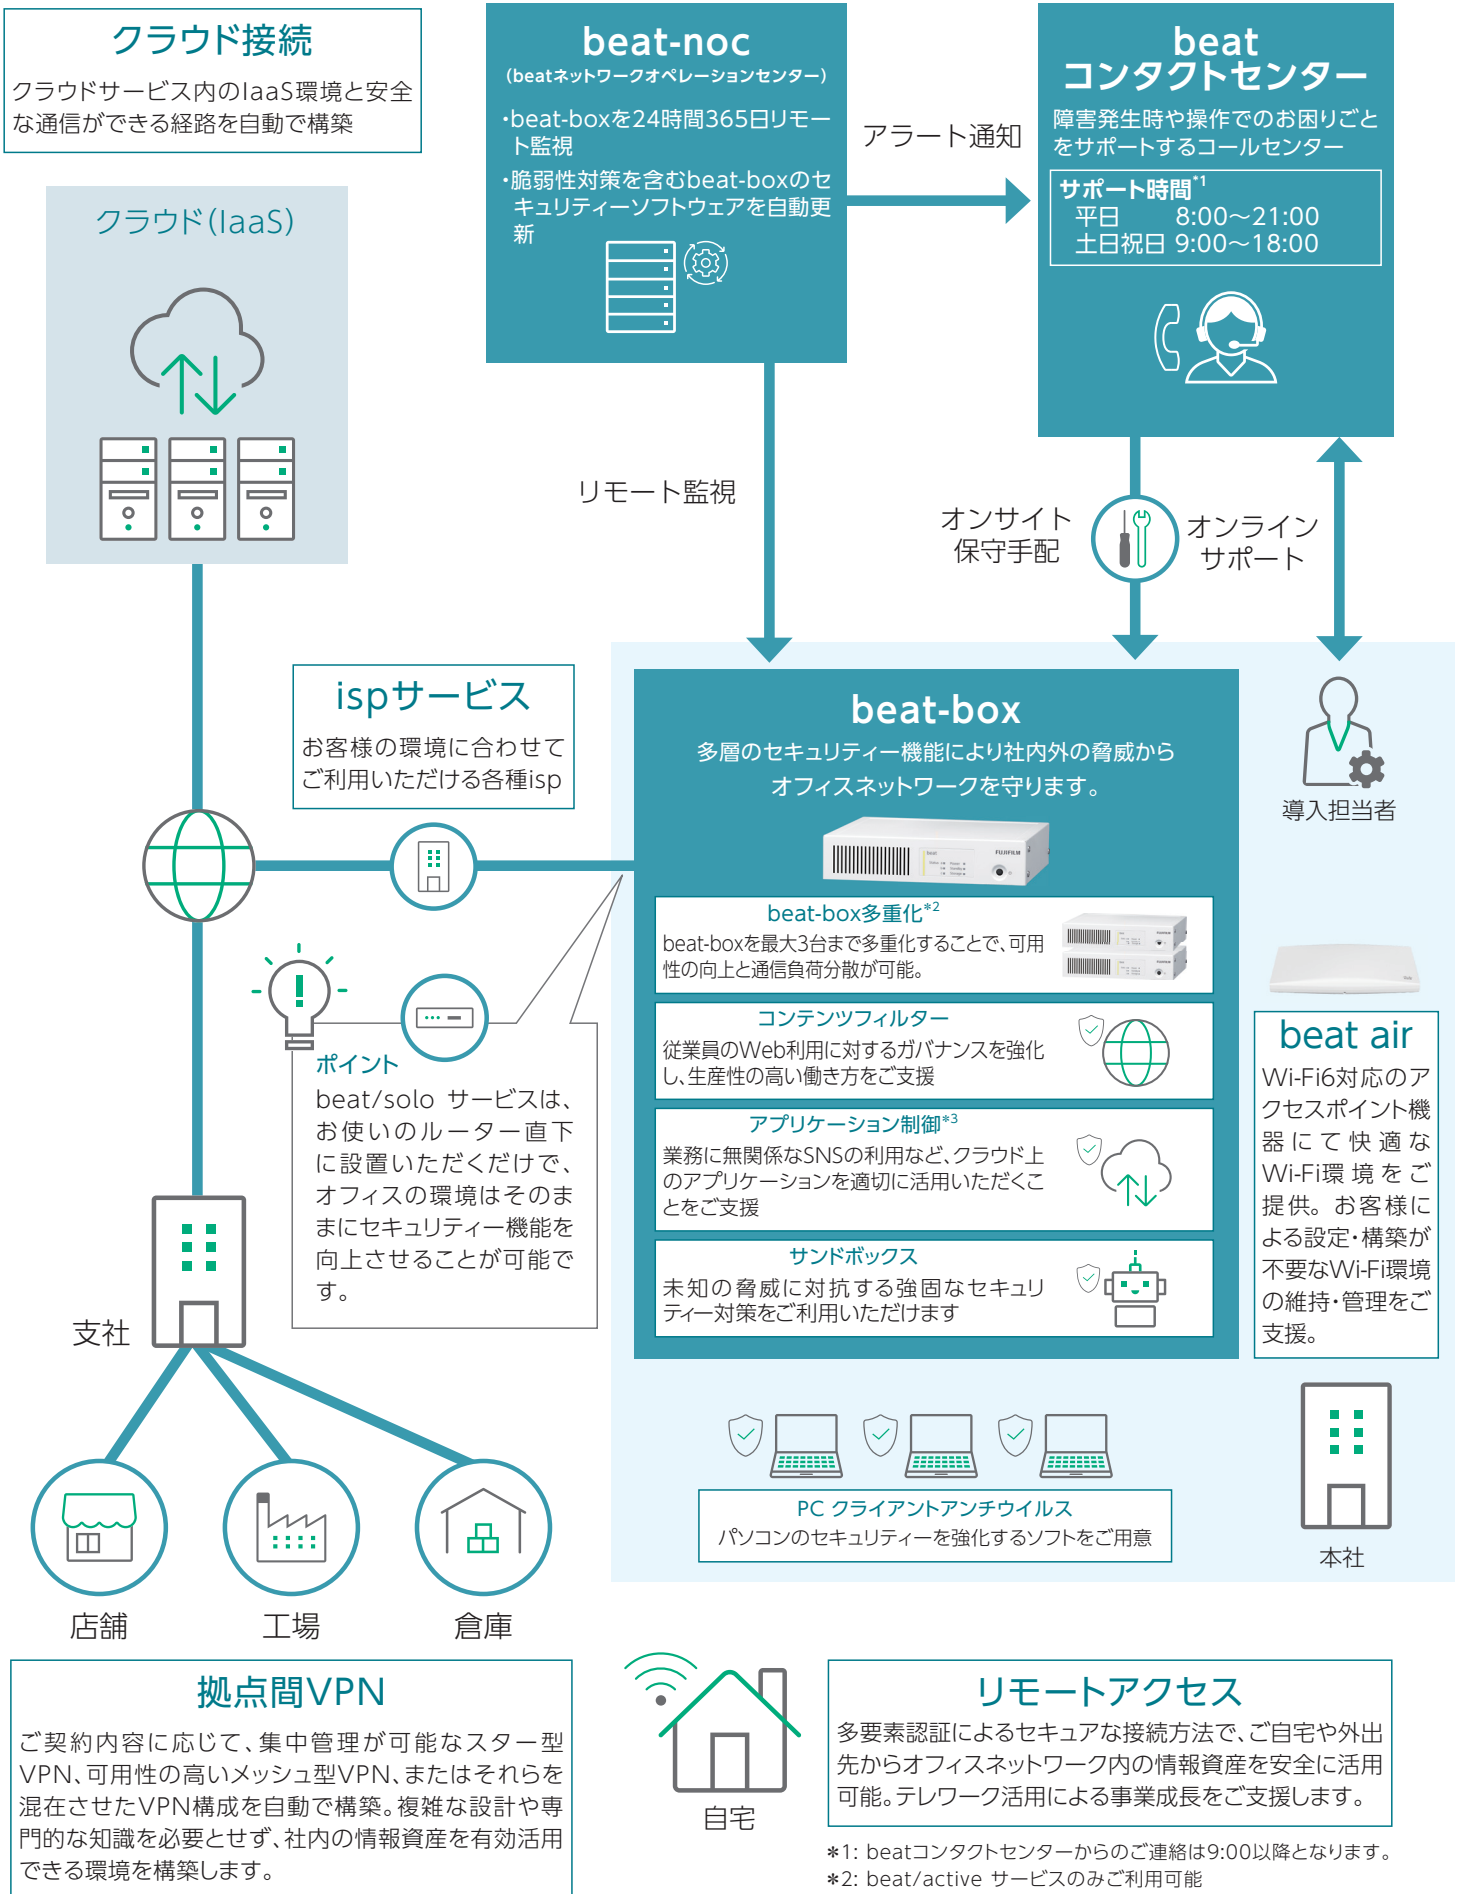 クラウド接続
クラウドサービス内のIaaS環境と安全
な通信ができる経路を自動で構築
クラウド(IaaS)
beat-noc
(beatネットワークオペレーションセンター)
・beat-boxを24時間365日リモー
ト監視
・脆弱性対策を含むbeat-boxのセ
キュリティーソフトウェアを自動更
新
アラート通知
beat
コンタクトセンター
障害発生時や操作でのお困りごと
をサポートするコールセンター
サポート時間*1
平日 8:00～21:00
土日祝日 9:00～18:00
リモート監視
オンサイト
保守手配
オンライン
サポート
ispサービス
お客様の環境に合わせて
ご利用いただける各種isp
beat-box
多層のセキュリティー機能により社内外の脅威から
オフィスネットワークを守ります。
beat
FUJIFILM
導入担当者
beat-box多重化*2
beat-boxを最大3台まで多重化することで、可用
性の向上と通信負荷分散が可能。
コンテンツフィルター
従業員のWeb利用に対するガバナンスを強化
し、生産性の高い働き方をご支援
アプリケーション制御*3
業務に無関係なSNSの利用など、クラウド上
のアプリケーションを適切に活用いただくこ
とをご支援
サンドボックス
未知の脅威に対抗する強固なセキュリ
ティー対策をご利用いただけます
beat air
Wi-Fi6対応のア
クセスポイント機
器にて快適な
Wi-Fi環境をご
提供。お客様に
よる設定・構築が
不要なWi-Fi環境
の維持・管理をご
支援。
ポイント
beat/solo サービスは、
お使いのルーター直下
に設置いただくだけで、
オフィスの環境はそのま
まにセキュリティー機能を
向上させることが可能で
す。
支社
PC クライアントアンチウイルス
パソコンのセキュリティーを強化するソフトをご用意
本社
店舗
工場
倉庫
拠点間VPN
ご契約内容に応じて、集中管理が可能なスター型
VPN、可用性の高いメッシュ型VPN、またはそれらを
混在させたVPN構成を自動で構築。複雑な設計や専
門的な知識を必要とせず、社内の情報資産を有効活用
できる環境を構築します。
自宅
リモートアクセス
多要素認証によるセキュアな接続方法で、ご自宅や外出
先からオフィスネットワーク内の情報資産を安全に活用
可能。テレワーク活用による事業成長をご支援します。
*1: beatコンタクトセンターからのご連絡は9:00以降となります。
*2: beat/active サービスのみご利用可能